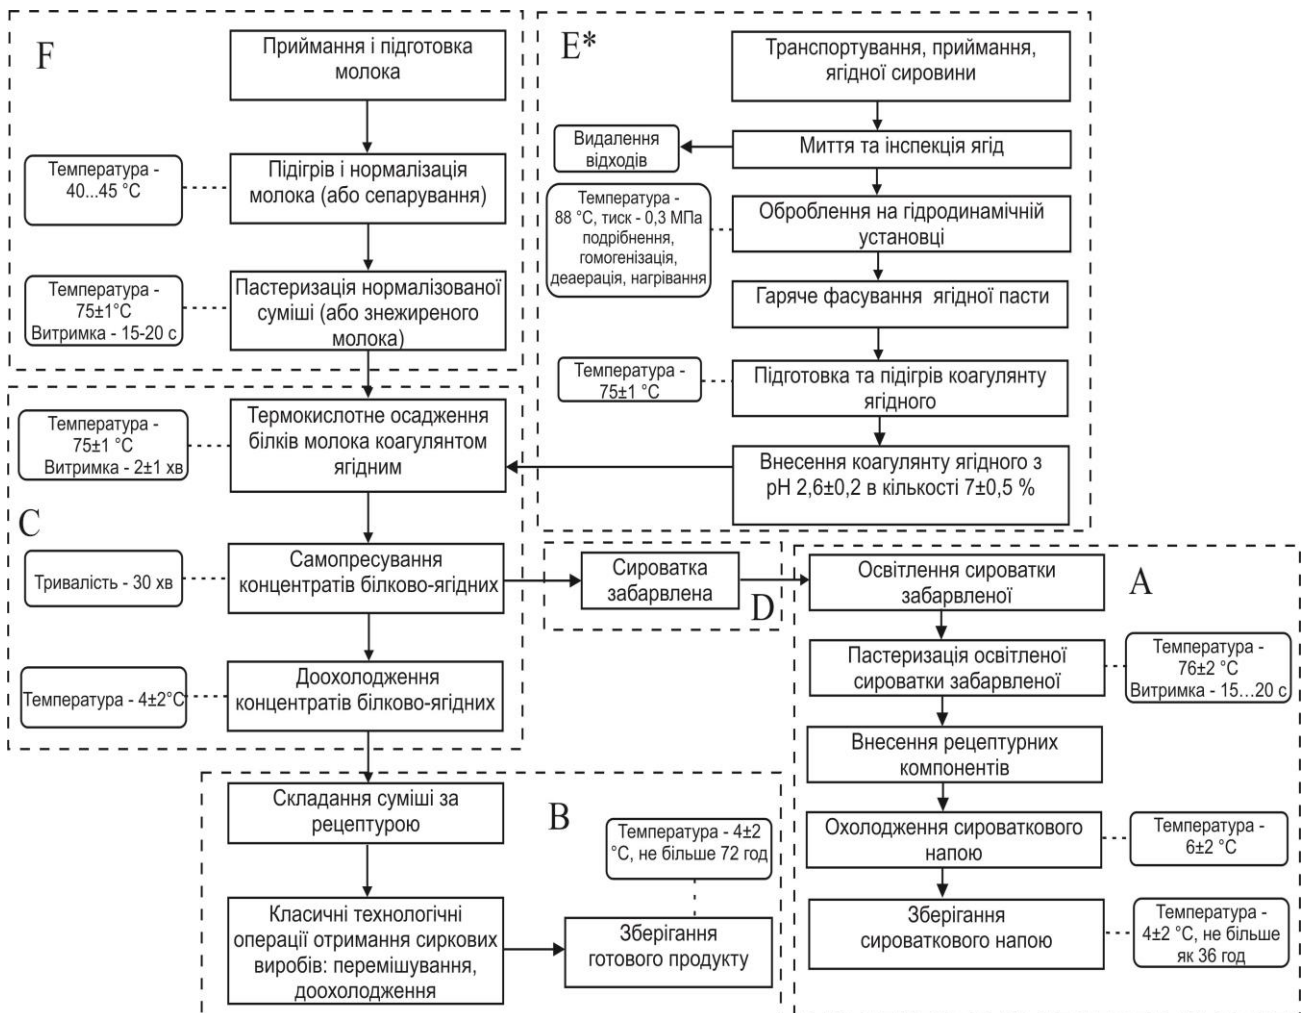 F
Приймання і підготовка
молока
Температура -
40...45 °С
Підігрів і нормалізація
молока (або сепарування)
Температура -
75±1°С
Витримка - 15-20 с
Пастеризація нормалізованої
суміші (або знежиреного
молока)
E*
Транспортування, приймання,
ягідної сировини
Видалення
відходів
Миття та інспекція ягід
Температура -
88 °С, тиск - 0,3 МПа
подрібнення,
гомогенізація,
деаерація, нагрівання
Оброблення на гідродинамічній
установці
Гаряче фасування ягідної пасти
Температура -
75±1 °С
Підготовка та підігрів коагулянту
ягідного
Внесення коагулянту ягідного з
рН 2,6±0,2 в кількості 7±0,5 %
Температура -
75±1 °С
Витримка - 2±1 хв
Термокислотне осадження
білків молока коагулянтом
ягідним
C
Тривалість - 30 хв
Самопресування
концентратів білково-ягідних
Температура - 4±2°С
Доохолодження
концентратів білково-ягідних
Сироватка
забарвлена
D
Освітлення сироватки
забарвленої
A
Пастеризація освітленої
сироватки забарвленої
Температура -
76±2 °С
Витримка - 15...20 с
Внесення рецептурних
компонентів
Охолодження сироваткового
напою
Температура -
6±2 °С
Зберігання
сироваткового напою
Температура -
4±2 °С, не більше
як 36 год
Складання суміші за
рецептурою
B
Температура - 4±2
°С, не більше 72 год
Класичні технологічні
операції отримання сиркових
виробів: перемішування,
доохолодження
Зберігання
готового продукту